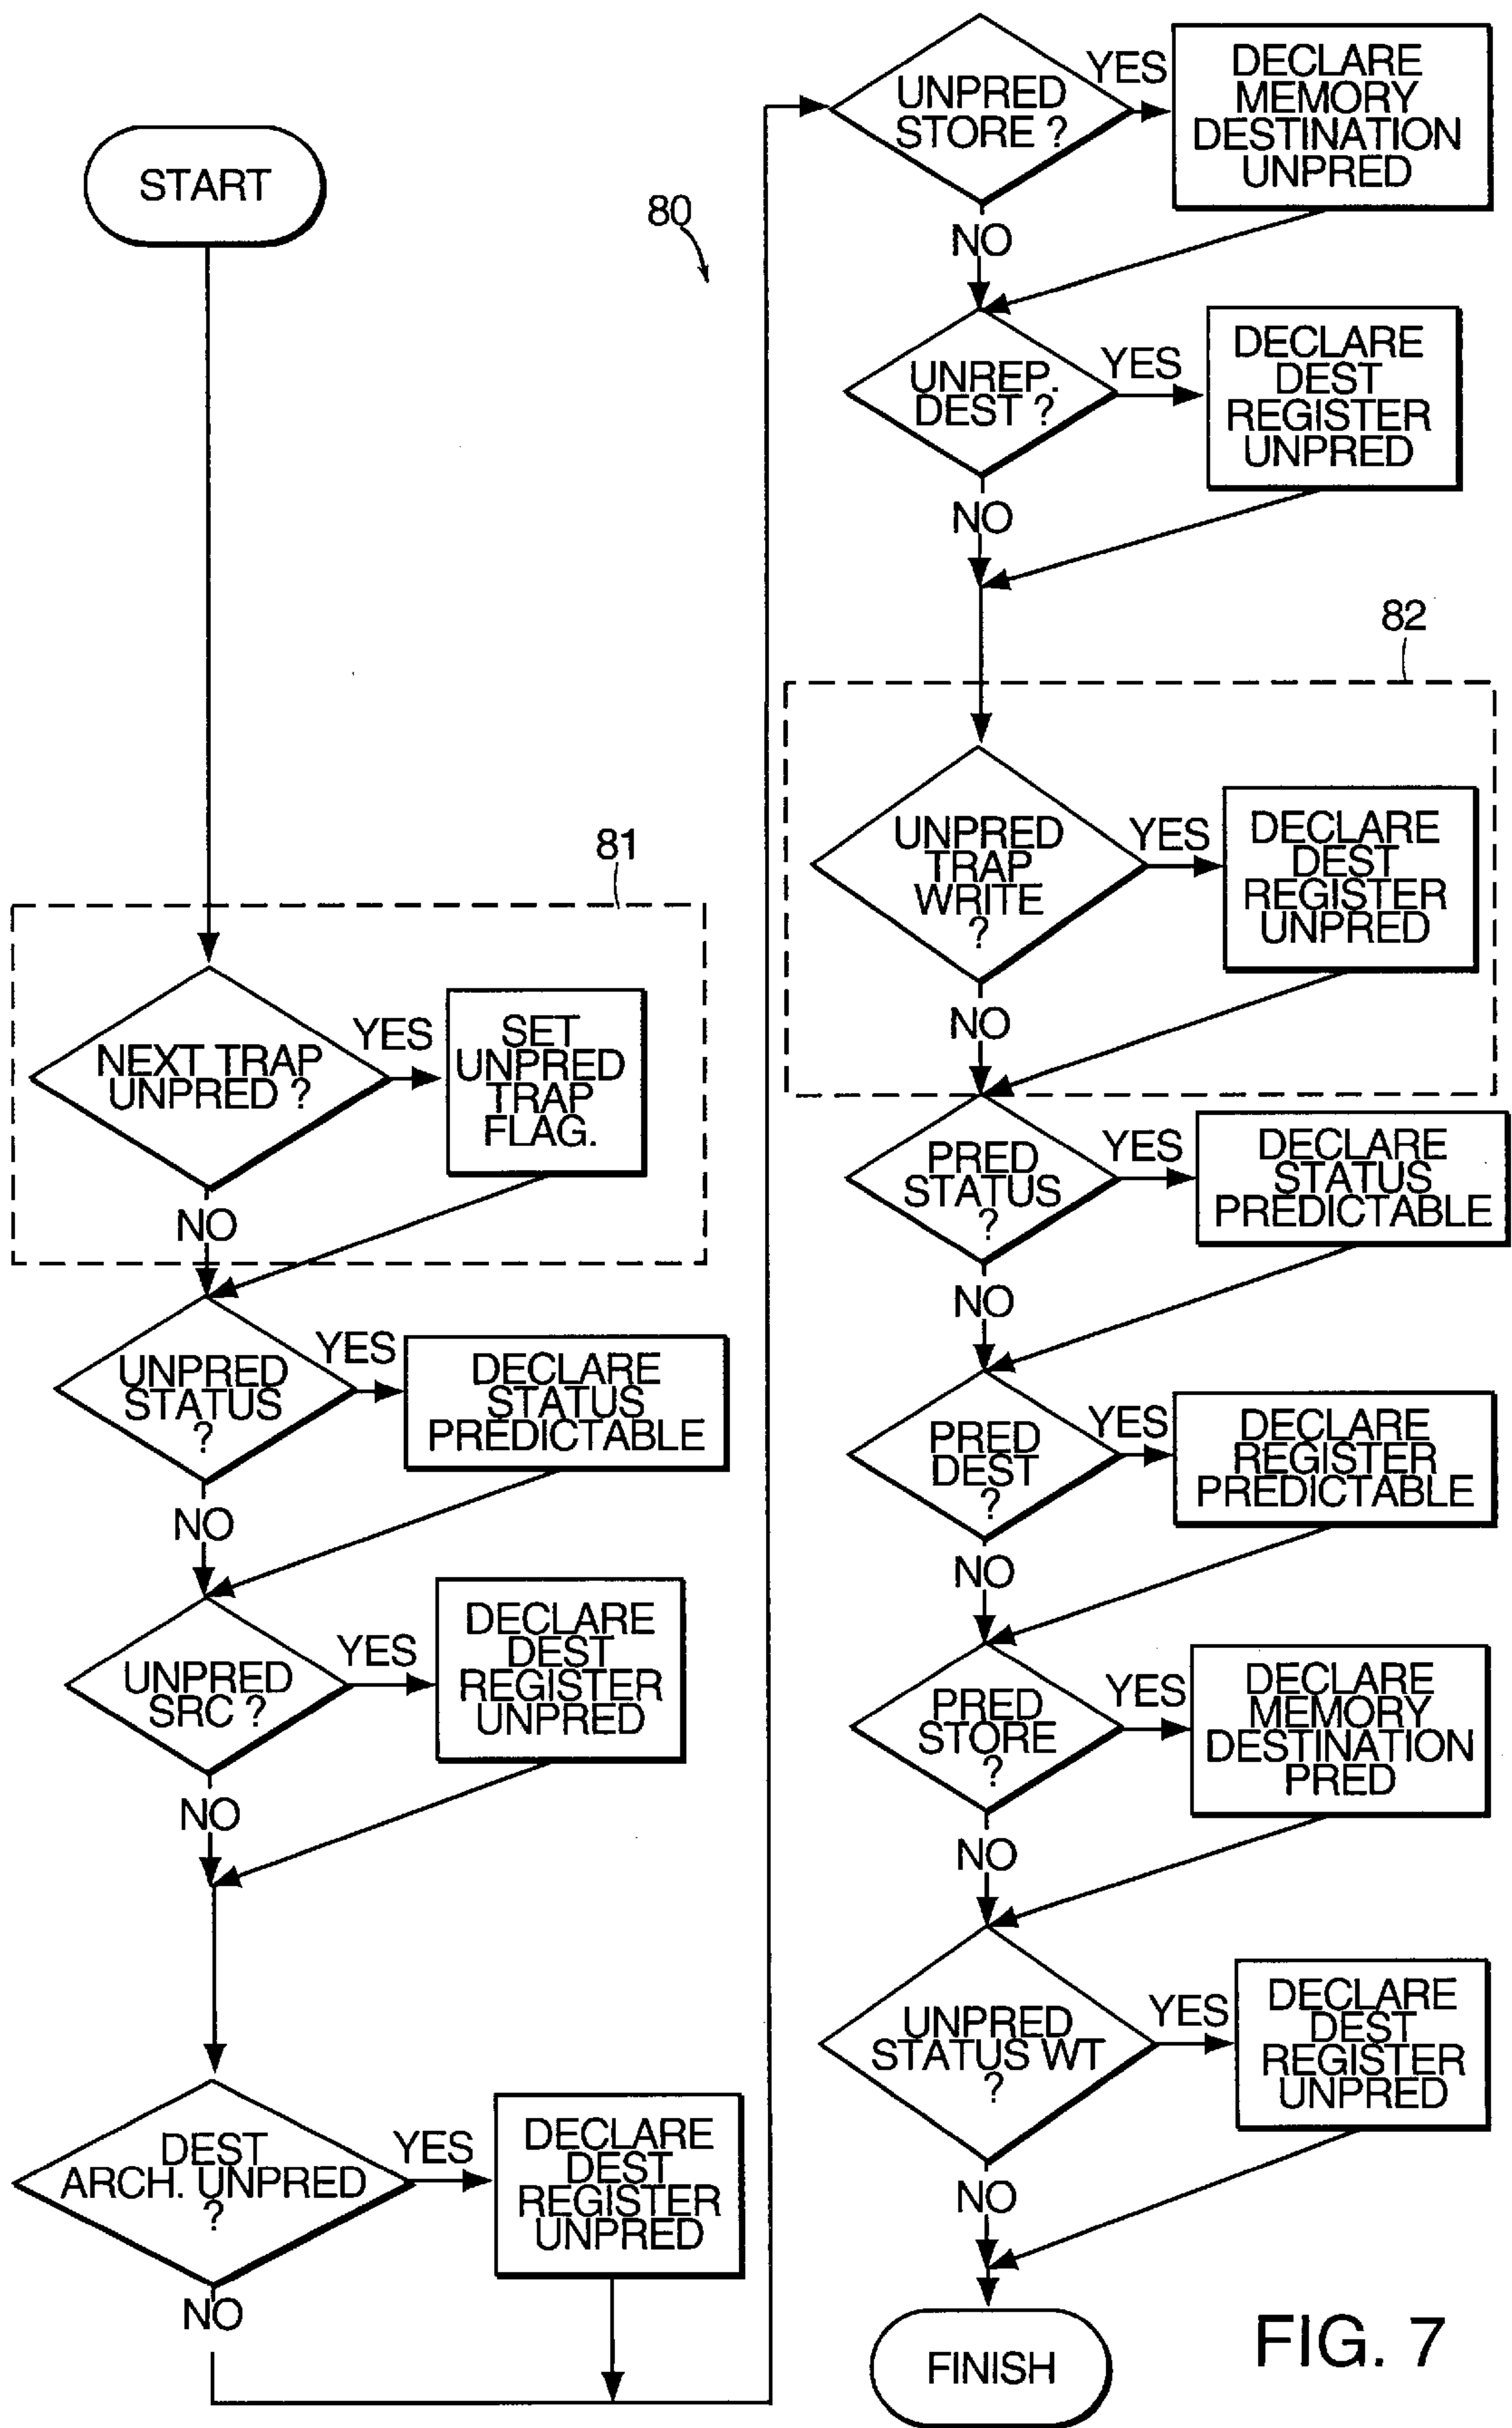 START
80
81
NEXT TRAP
UNPRED ?
YES
SET
UNPRED
TRAP
FLAG.
NO
UNPRED
STATUS
?
YES
DECLARE
STATUS
PREDICTABLE
NO
UNPRED
SRC ?
YES
DECLARE
DEST
REGISTER
UNPRED
NO
DEST
ARCH. UNPRED
?
YES
DECLARE
DEST
REGISTER
UNPRED
NO
UNPRED
STORE ?
YES
DECLARE
MEMORY
DESTINATION
UNPRED
NO
UNREP.
DEST ?
YES
DECLARE
DEST
REGISTER
UNPRED
NO
82
UNPRED
TRAP
WRITE
?
YES
DECLARE
DEST
REGISTER
UNPRED
NO
PRED
STATUS
?
YES
DECLARE
STATUS
PREDICTABLE
NO
PRED
DEST
?
YES
DECLARE
REGISTER
PREDICTABLE
NO
PRED
STORE
?
YES
DECLARE
MEMORY
DESTINATION
PRED
NO
UNPRED
STATUS WT
?
YES
DECLARE
DEST
REGISTER
UNPRED
NO
FINISH
FIG. 7